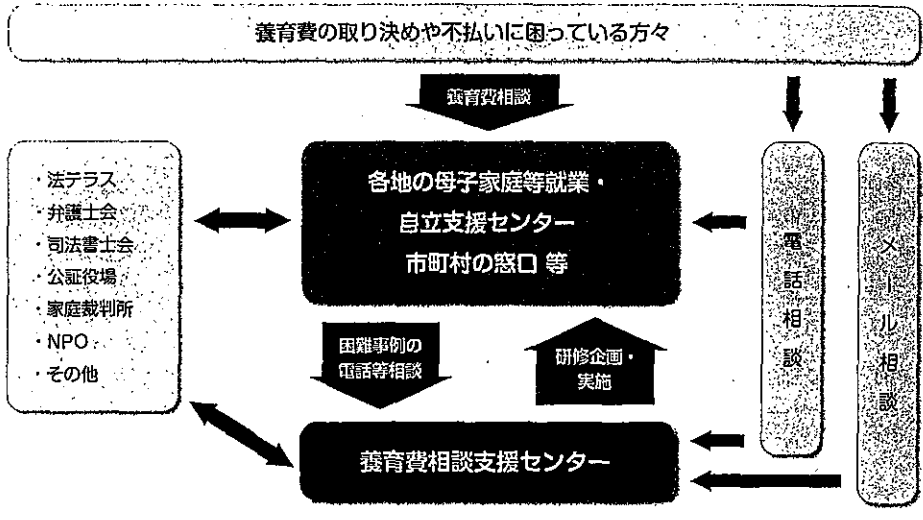 養育費の取り決めや不払いに困っている方々
養育費相談
・法テラス
・弁護士会
・司法書士会
・公証役場
・家庭裁判所
・NPO
・その他
各地の母子家庭等就業・
自立支援センター
市町村の窓口 等
電話相談
メール相談
困難事例の
電話等相談
研修企画・
実施
養育費相談支援センター